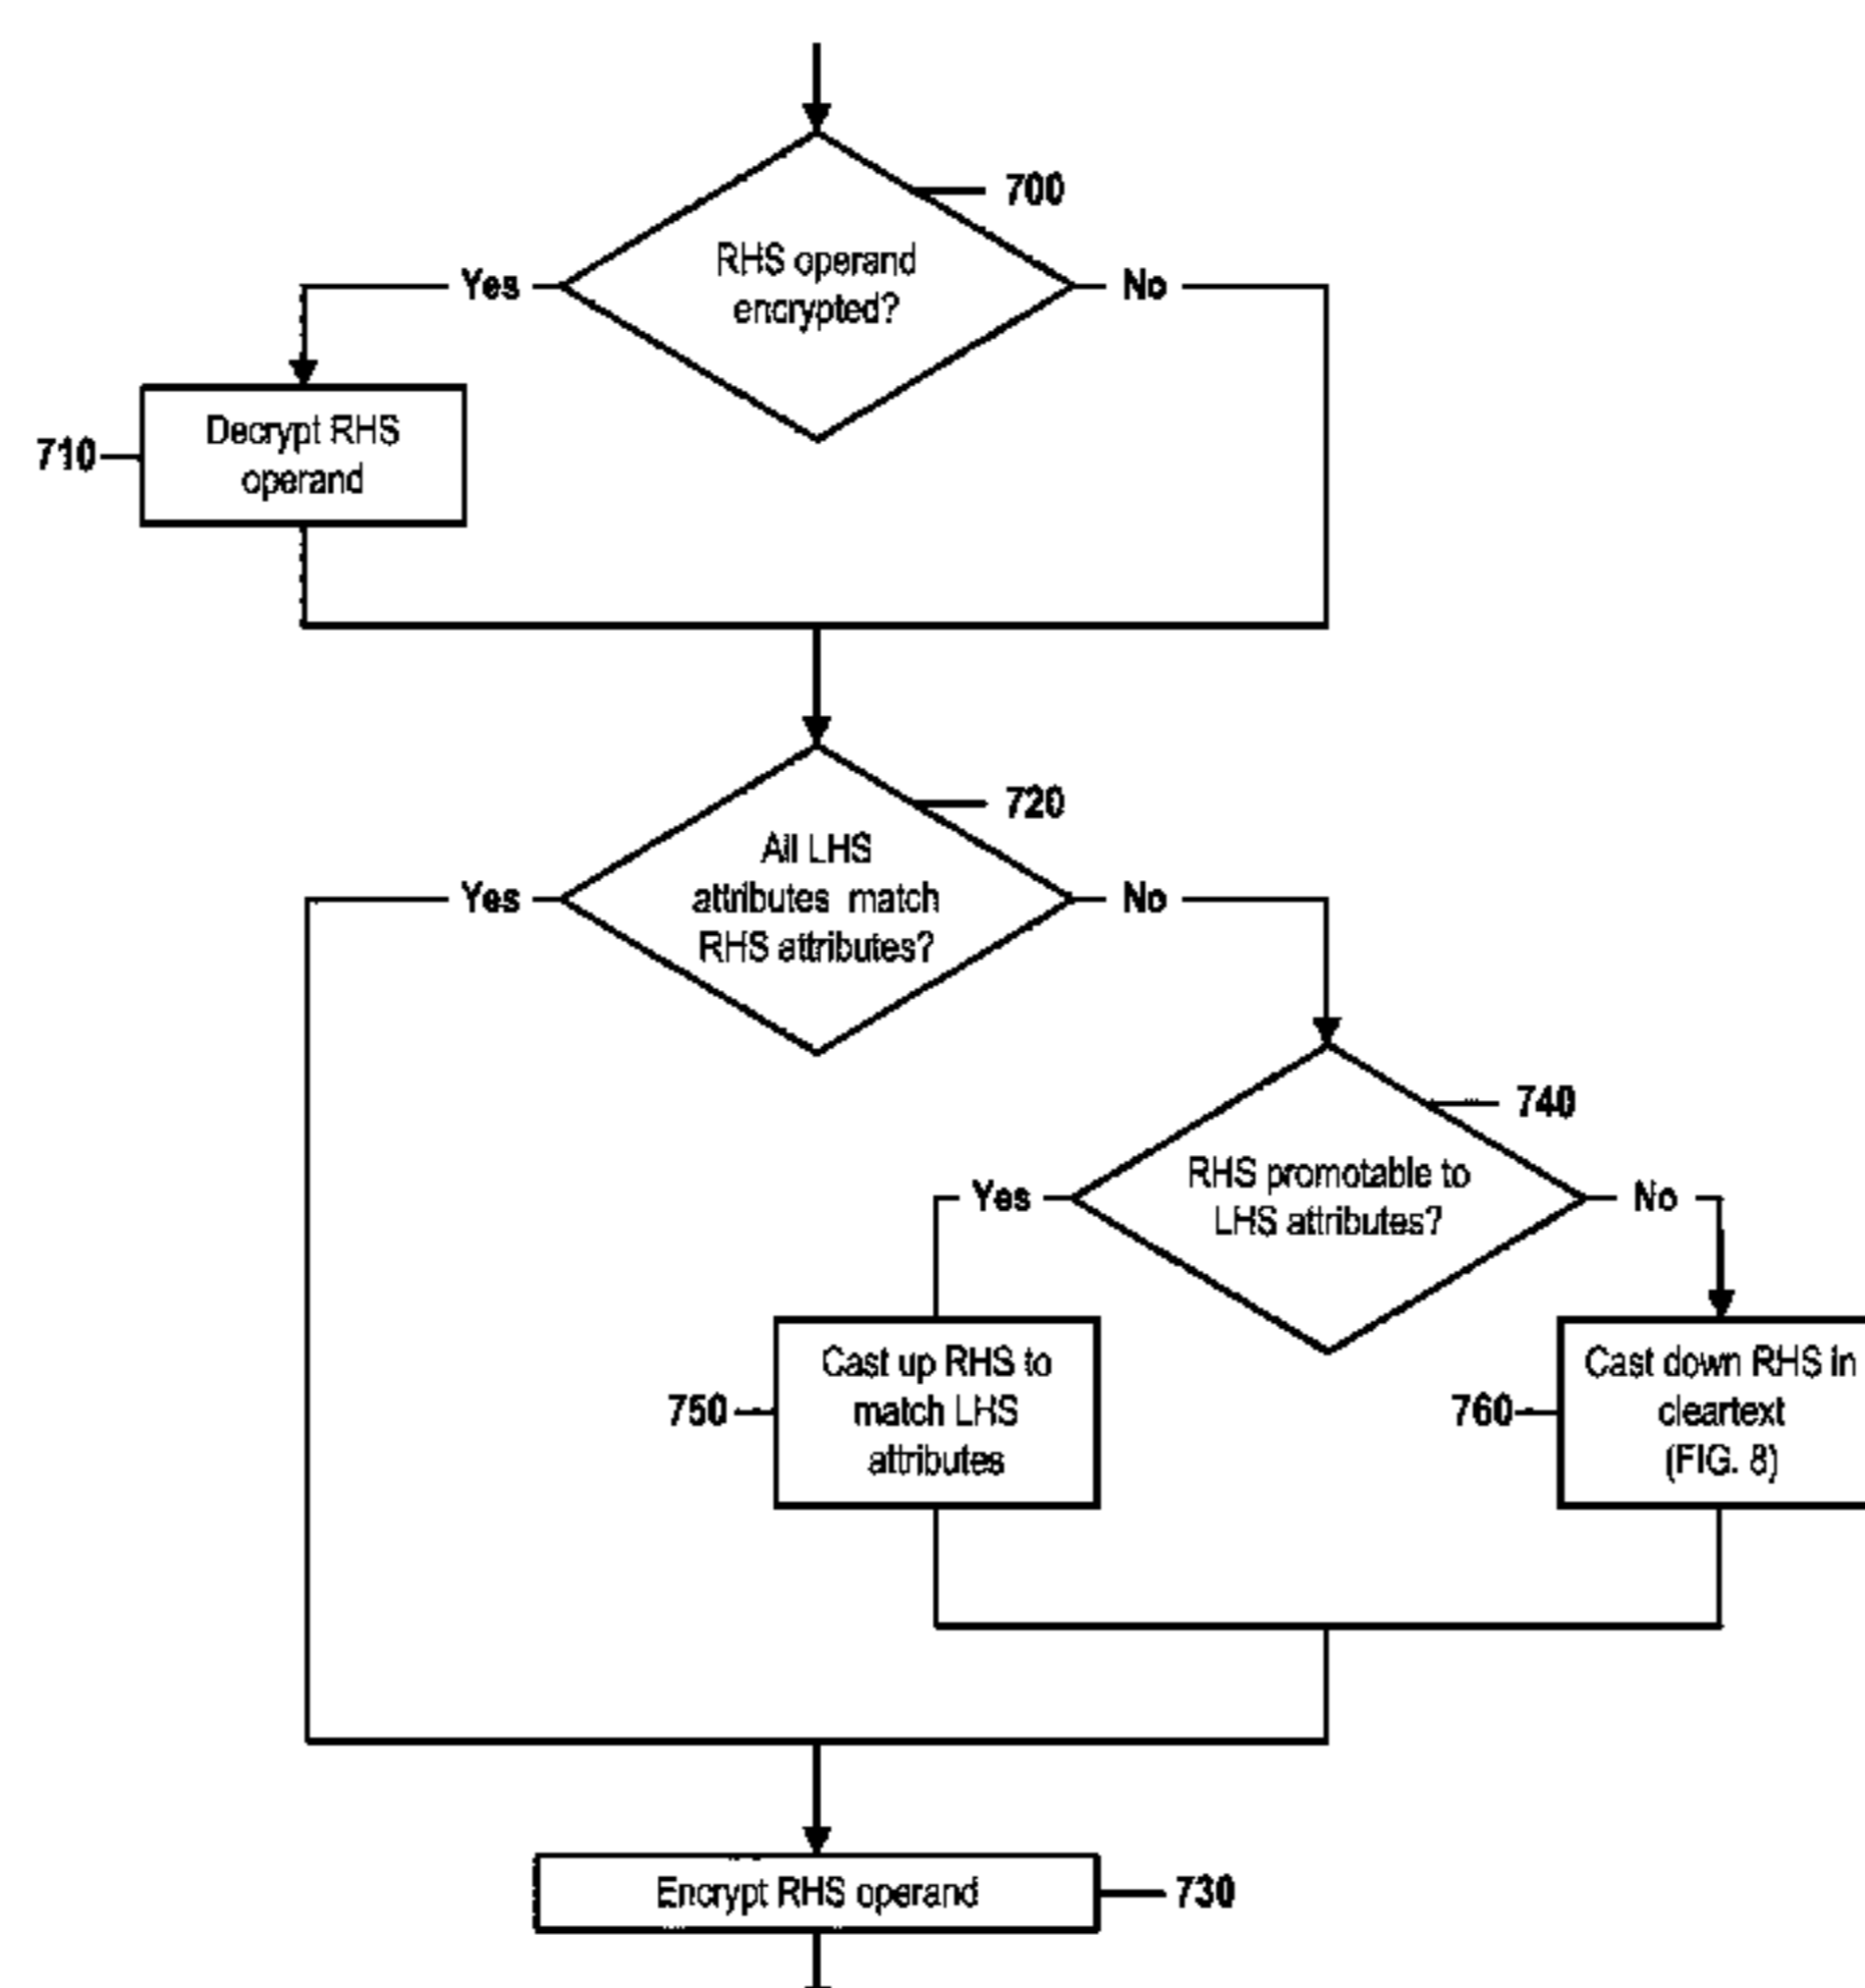 700
RHS operand
encrypted?
Yes
No
Decrypt RHS
operand
710
720
All LHS
attributes match
RHS attributes?
Yes
No
740
RHS promotable to
LHS attributes?
Yes
No
Cast up RHS to
match LHS
attributes
750
Cast down RHS in
cleartext
(FIG. 8)
760
Encrypt RHS operand
730